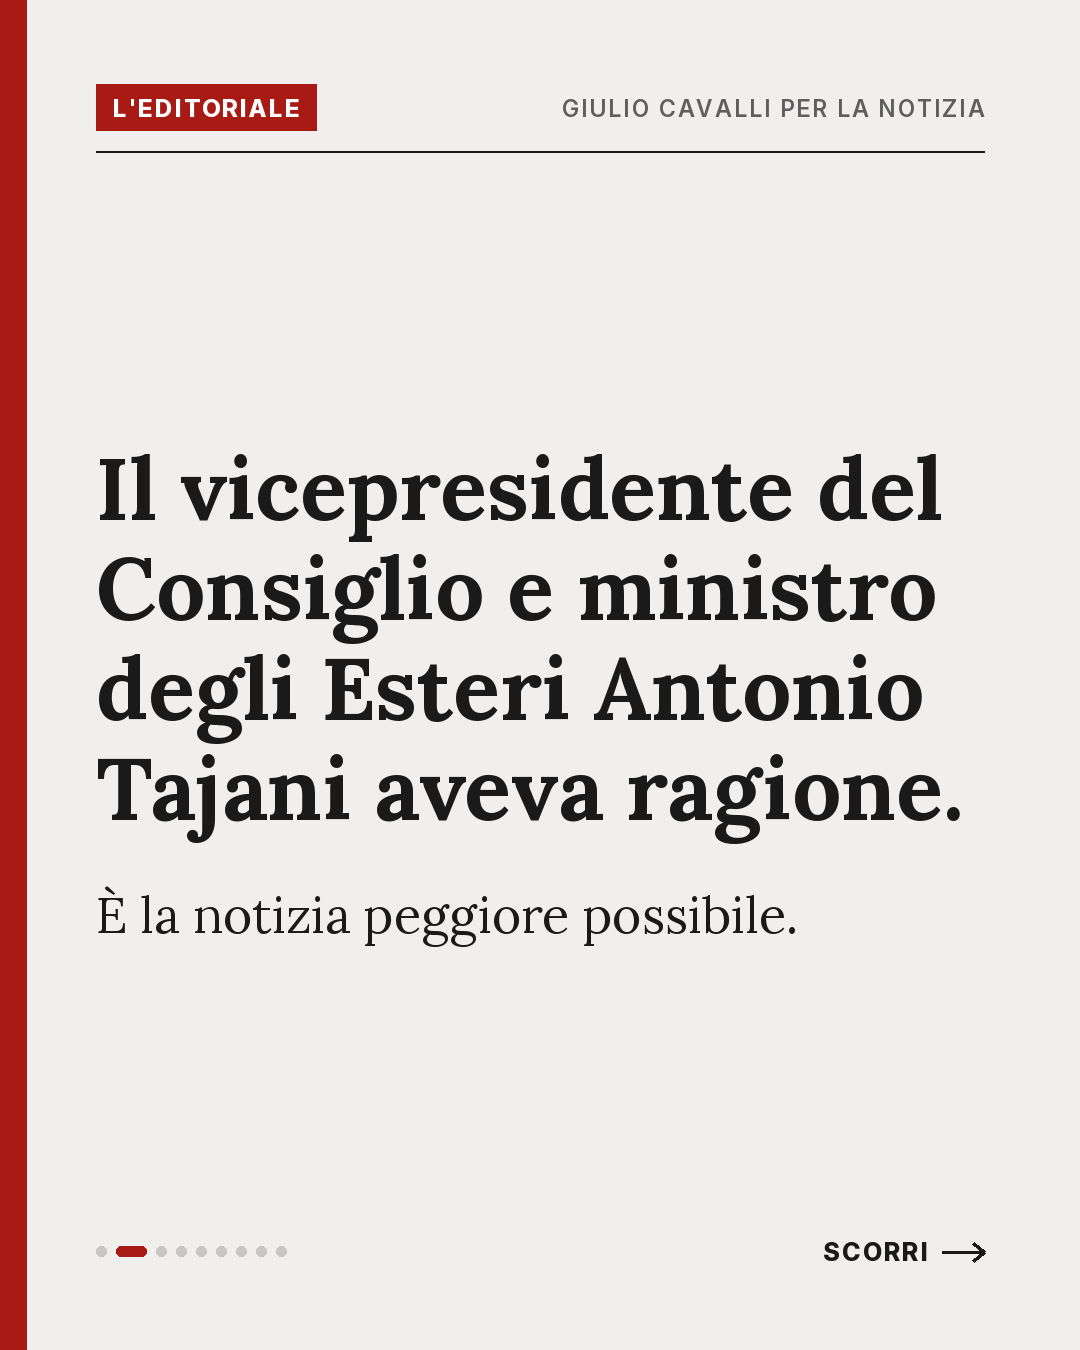 L'EDITORIALE
GIULIO CAVALLI PER LA NOTIZIA
Il vicepresidente del
Consiglio e ministro
degli Esteri Antonio
Tajani aveva ragione.
È la notizia peggiore possibile.
SCORRI